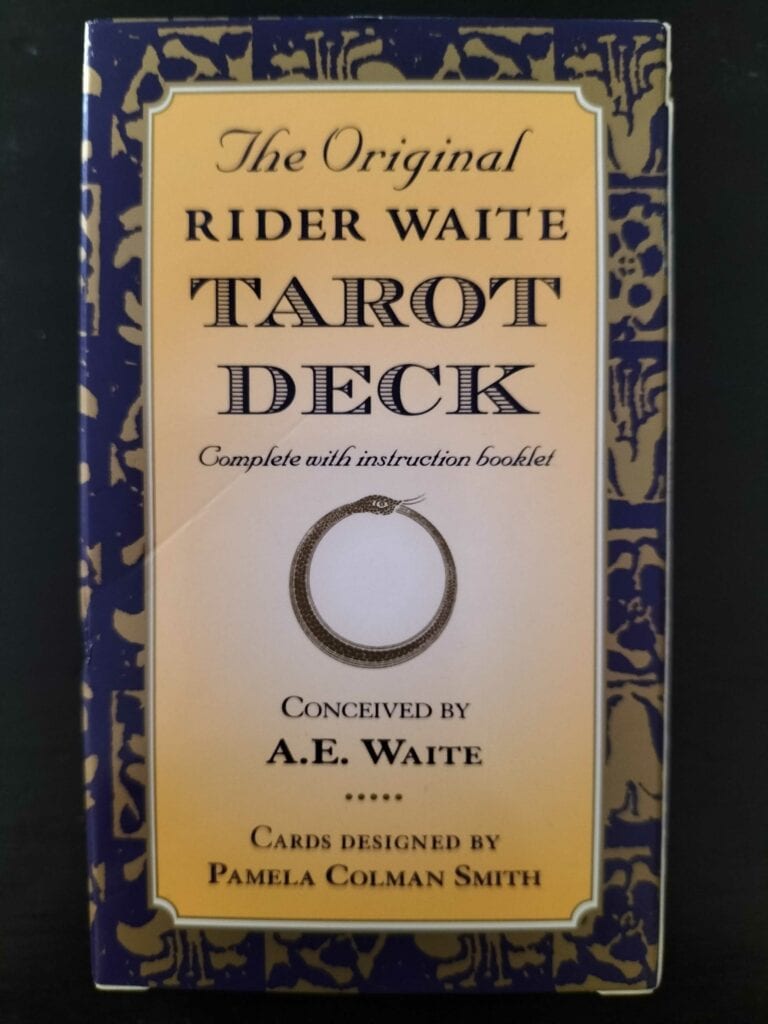 The Original
RIDER WAITE
TAROT
DECK
Complete with instruction booklet
CONCEIVED BY
A.E. WAITE
CARDS DESIGNED BY
PAMELA COLMAN SMITH